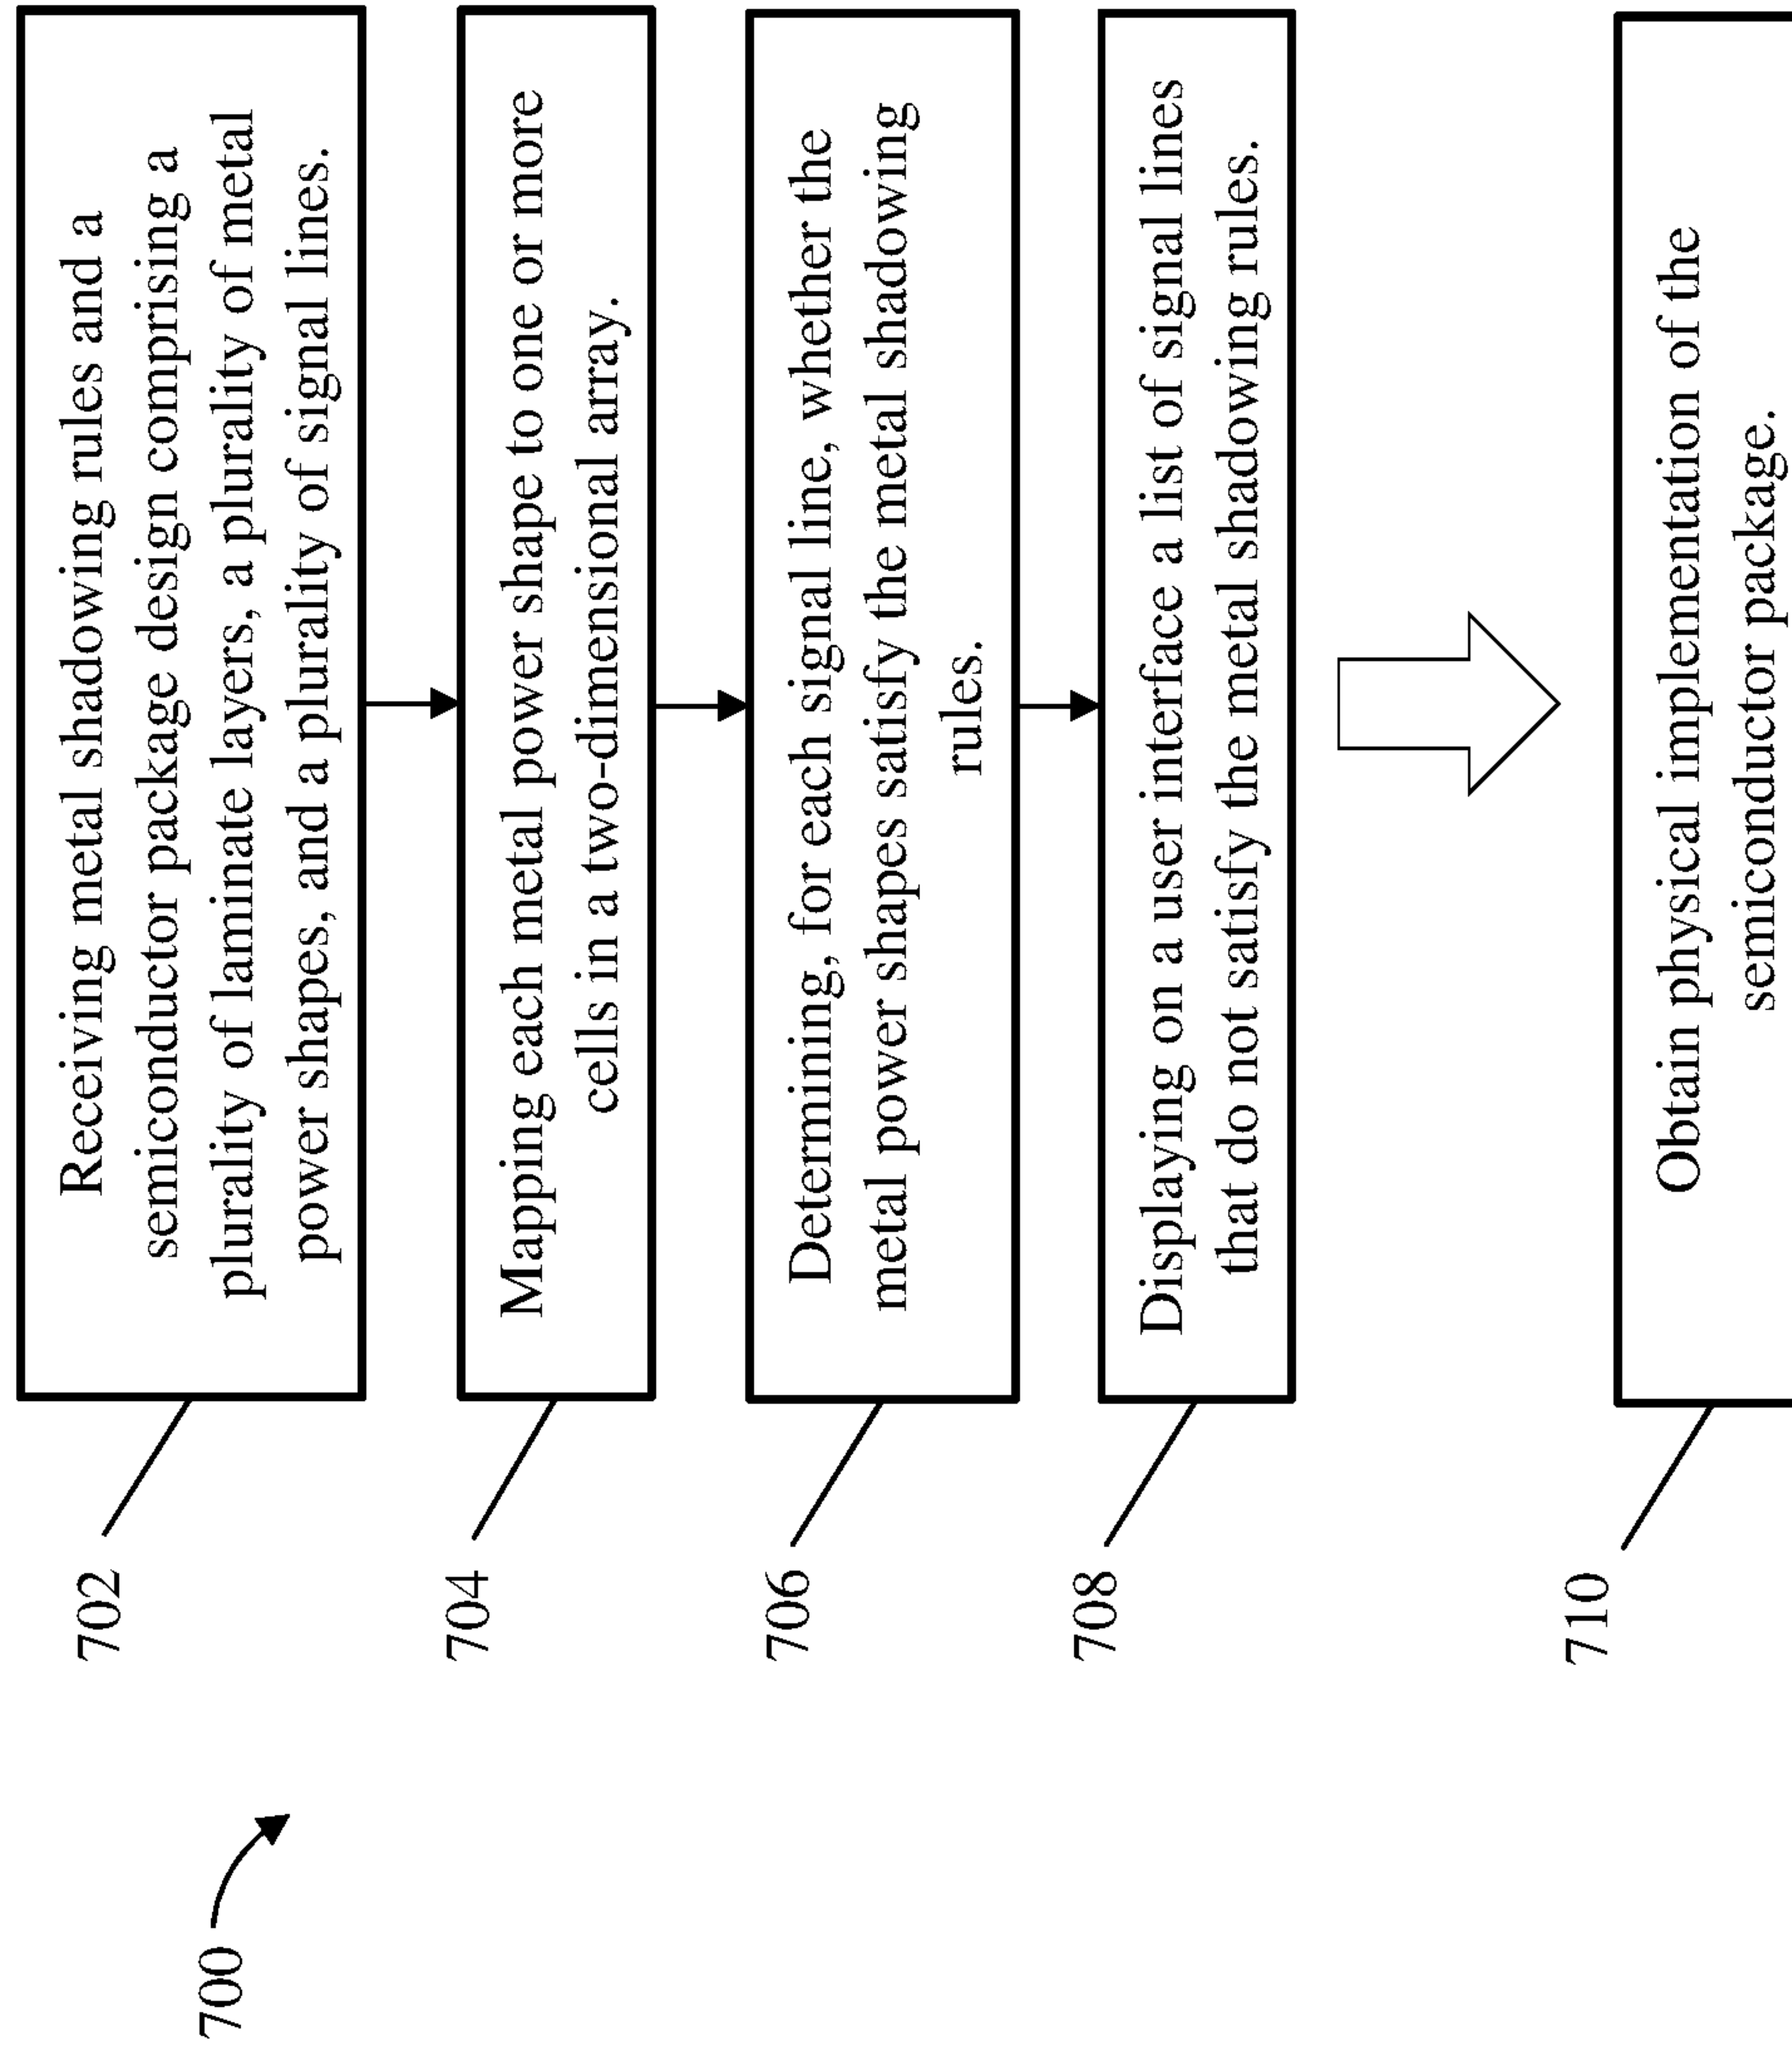 700
702
Receiving metal shadowing rules and a
semiconductor package design comprising a
plurality of laminate layers, a plurality of metal
power shapes, and a plurality of signal lines.
704
Mapping each metal power shape to one or more
cells in a two-dimensional array.
706
Determining, for each signal line, whether the
metal power shapes satisfy the metal shadowing
rules.
708
Displaying on a user interface a list of signal lines
that do not satisfy the metal shadowing rules.
710
Obtain physical implementation of the
semiconductor package.